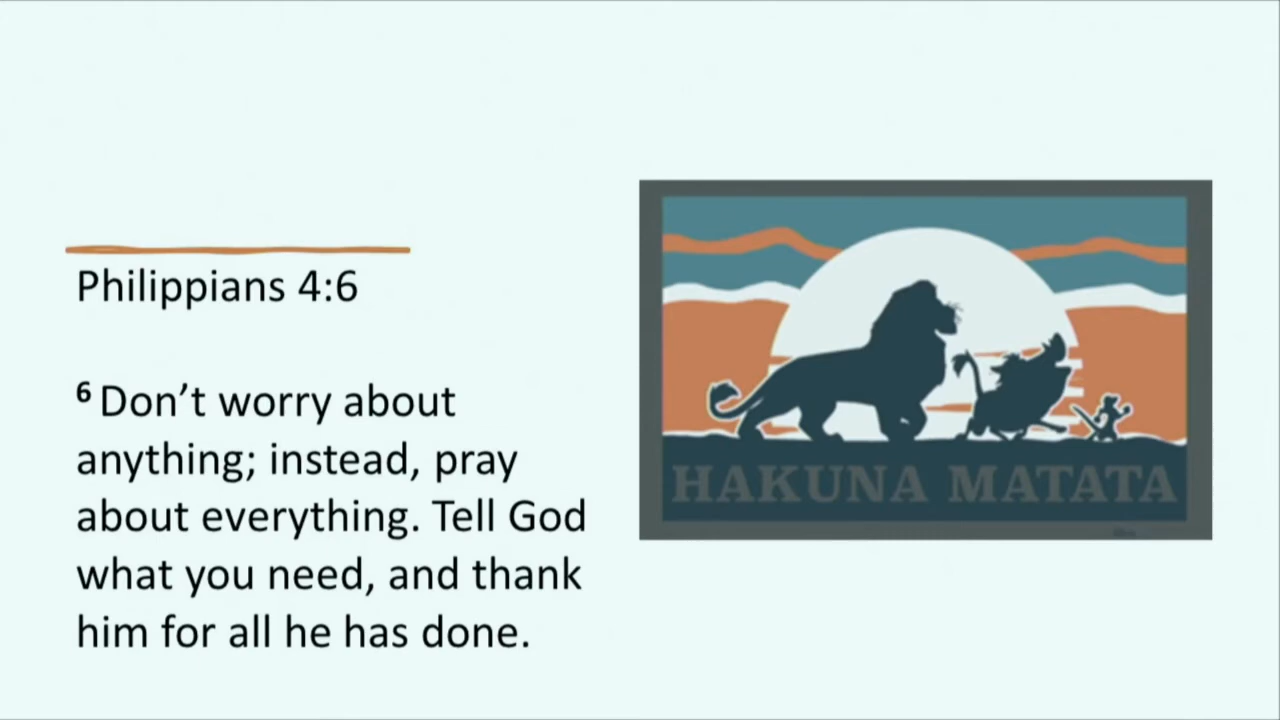 Philippians 4:6
6 Don’t worry about
anything; instead, pray
about everything. Tell God
what you need, and thank
him for all he has done.
HAKUNA MATATA